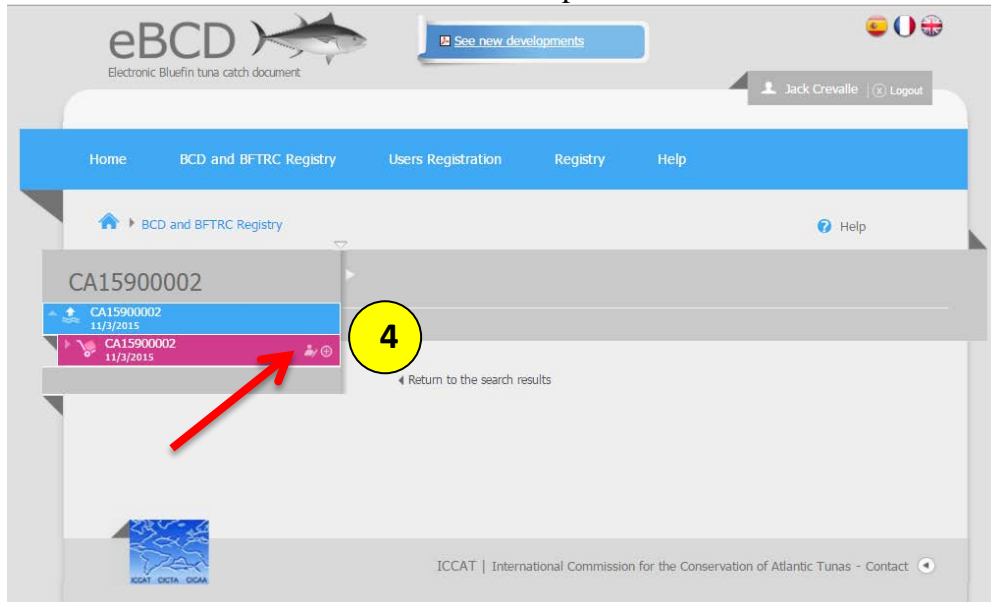 eBCD
Electronic Bluefin tuna catch document
See new developments
Jack Crevalle | x Logout
Home BCD and BFTRC Registry Users Registration Registry Help
BCD and BFTRC Registry
Help
CA15900002
CA15900002
11/3/2015
CA15900002
11/3/2015
4
Return to the search results
ICCAT CICTA CICAA
ICCAT | International Commission for the Conservation of Atlantic Tunas - Contact